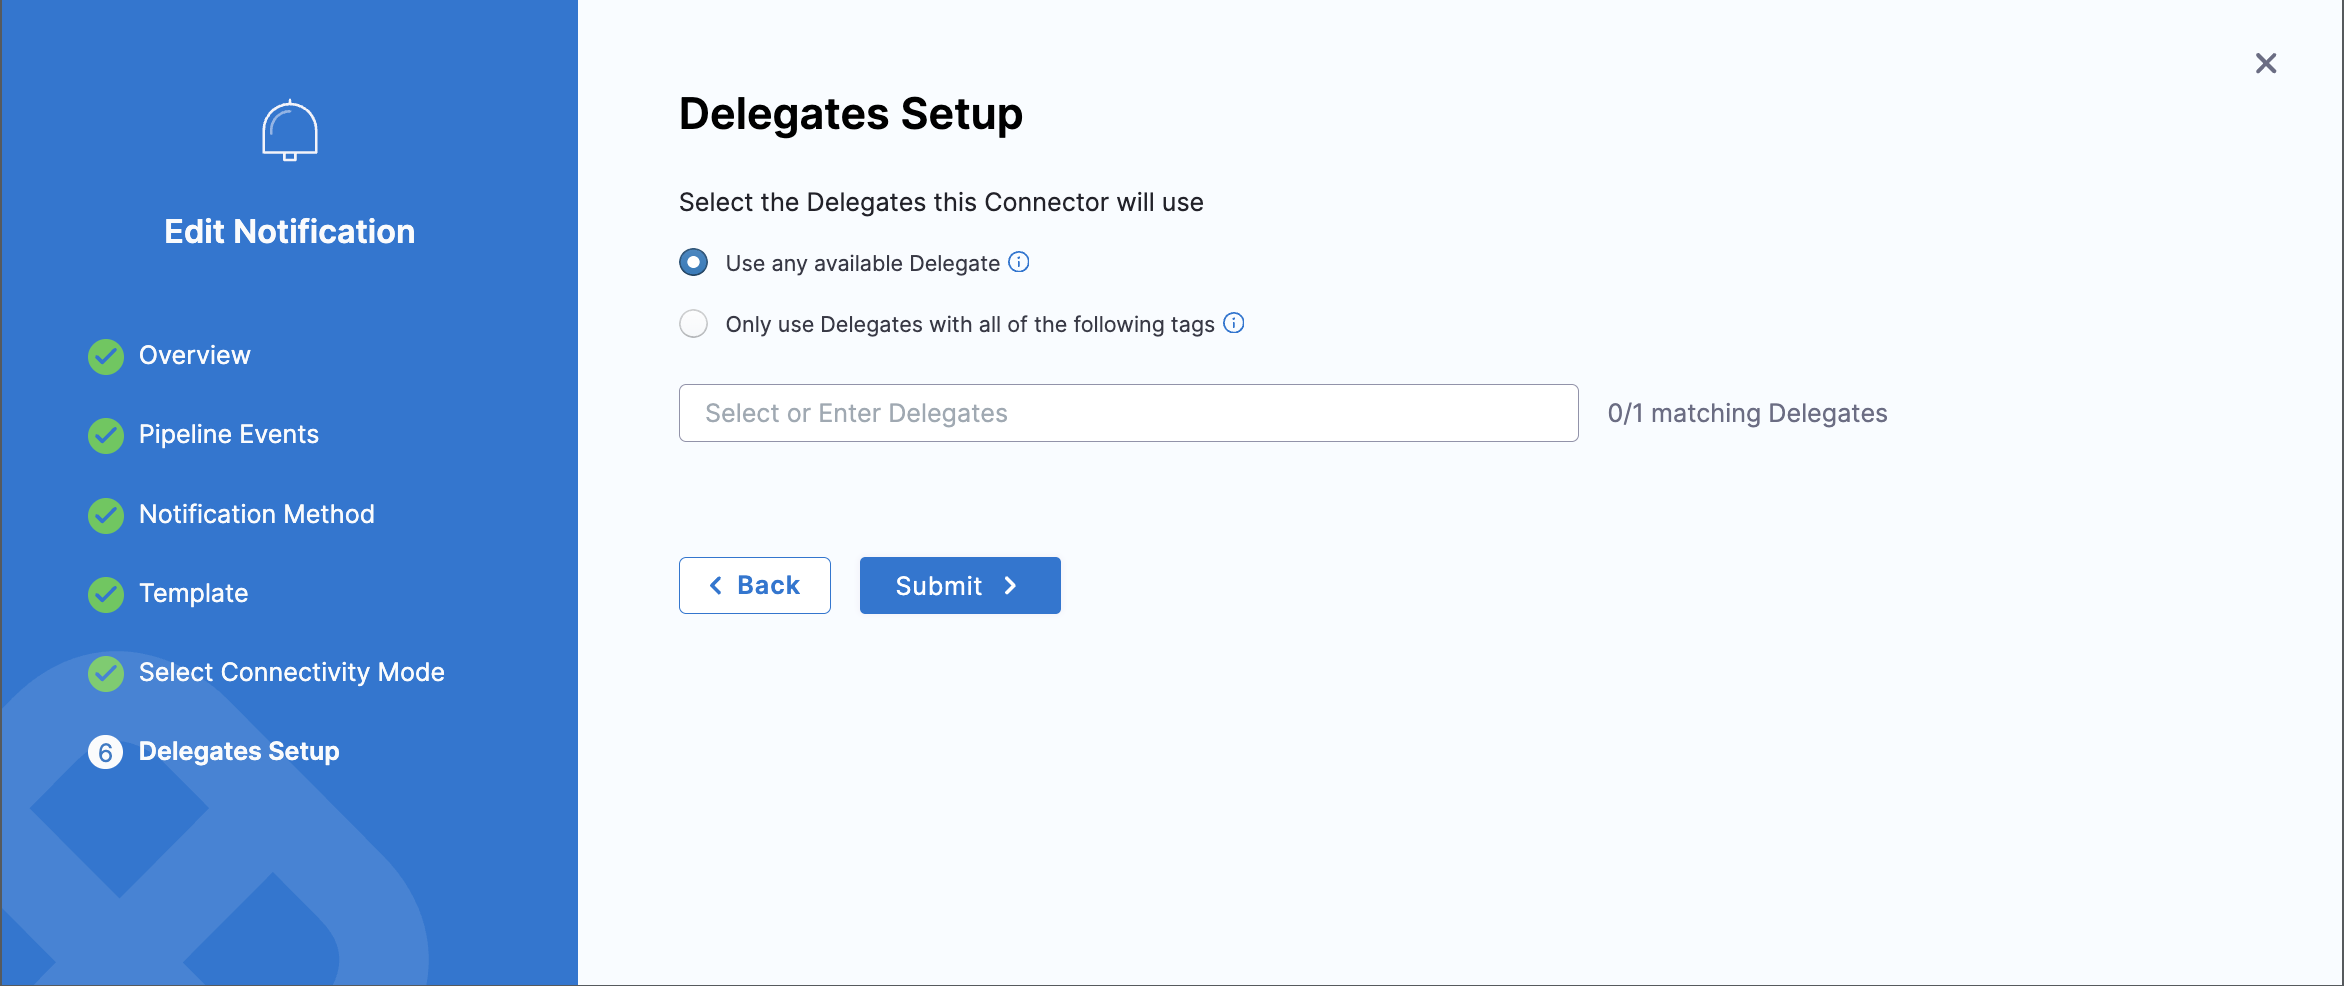 Edit Notification
Overview
Pipeline Events
Notification Method
Template
Select Connectivity Mode
6 Delegates Setup
Delegates Setup
Select the Delegates this Connector will use
Use any available Delegate
Only use Delegates with all of the following tags
Select or Enter Delegates
0/1 matching Delegates
Back
Submit